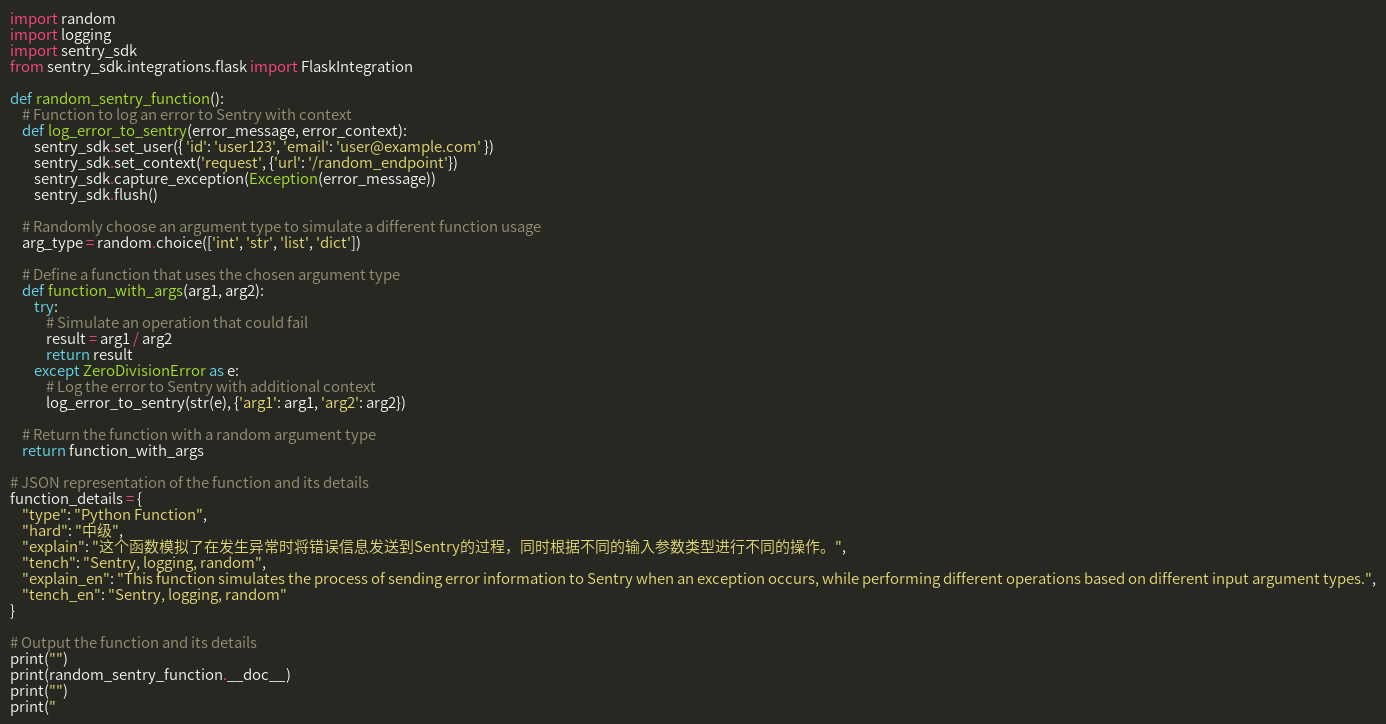 import random
import logging
import sentry_sdk
from sentry_sdk.integrations.flask import FlaskIntegration

def random_sentry_function():
    # Function to log an error to Sentry with context
    def log_error_to_sentry(error_message, error_context):
        sentry_sdk.set_user({ 'id': 'user123', 'email': 'user@example.com' })
        sentry_sdk.set_context('request', {'url': '/random_endpoint'})
        sentry_sdk.capture_exception(Exception(error_message))
        sentry_sdk.flush()

    # Randomly choose an argument type to simulate a different function usage
    arg_type = random.choice(['int', 'str', 'list', 'dict'])

    # Define a function that uses the chosen argument type
    def function_with_args(arg1, arg2):
        try:
            # Simulate an operation that could fail
            result = arg1 / arg2
            return result
        except ZeroDivisionError as e:
            # Log the error to Sentry with additional context
            log_error_to_sentry(str(e), {'arg1': arg1, 'arg2': arg2})

    # Return the function with a random argument type
    return function_with_args

# JSON representation of the function and its details
function_details = {
    "type": "Python Function",
    "hard": "中级",
    "explain": "这个函数模拟了在发生异常时将错误信息发送到Sentry的过程，同时根据不同的输入参数类型进行不同的操作。",
    "tench": "Sentry, logging, random",
    "explain_en": "This function simulates the process of sending error information to Sentry when an exception occurs, while performing different operations based on different input argument types.",
    "tench_en": "Sentry, logging, random"
}

# Output the function and its details
print("")
print(random_sentry_function.__doc__)
print("")
print("